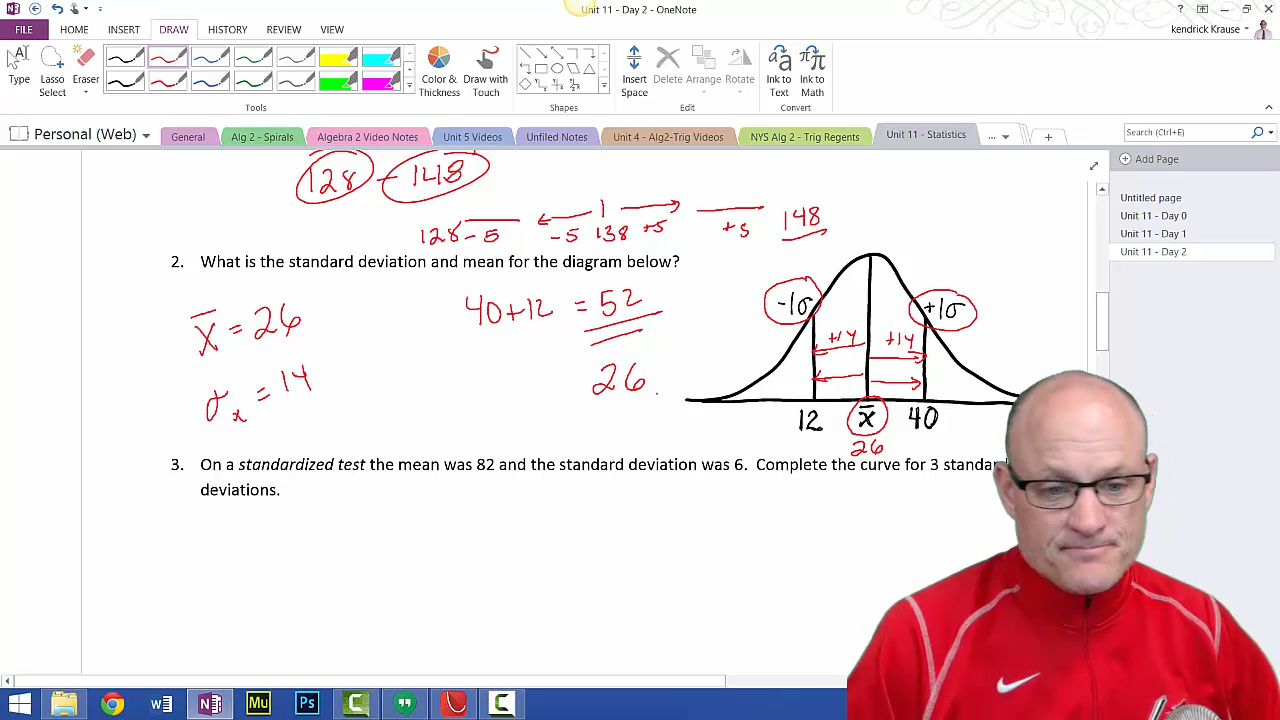 Unit 11 - Day 2 - OneNote
FILE HOME INSERT DRAW HISTORY REVIEW VIEW
kendrick Krause
Type
Lasso Select
Eraser
Color & Thickness
Draw with Touch
Insert Space
Delete
Arrange
Rotate
Ink to Text
Ink to Math
Tools
Shapes
Edit
Convert
Personal (Web)
General
Alg 2 - Spirals
Algebra 2 Video Notes
Unit 5 Videos
Unfiled Notes
Unit 4 - Alg2-Trig Videos
NYS Alg 2 - Trig Regents
Unit 11 - Statistics
...
Search (Ctrl+E)
Add Page
Untitled page
Unit 11 - Day 0
Unit 11 - Day 1
Unit 11 - Day 2
128 - 148
1
128 -5 -5 138 +5 +5 148
2. What is the standard deviation and mean for the diagram below?
x̄ = 26
40+12 = 52
26
σx = 14
-1σ +1σ
+14 +14
12 x̄ 40
26
3. On a standardized test the mean was 82 and the standard deviation was 6. Complete the curve for 3 standa
deviations.
W
N
Mu
Ps
C
C